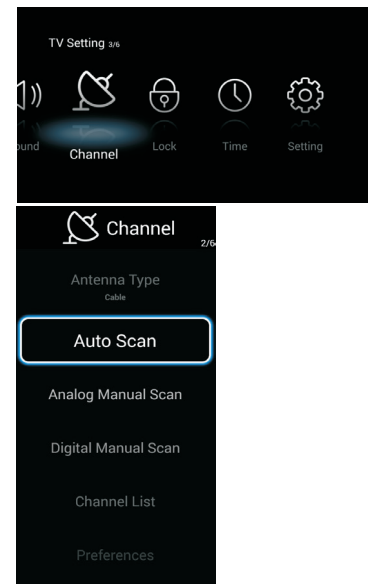 TV Setting 3/6
ound Channel Lock Time Setting
Channel 2/6
Antenna Type
Cable
Auto Scan
Analog Manual Scan
Digital Manual Scan
Channel List
Preferences